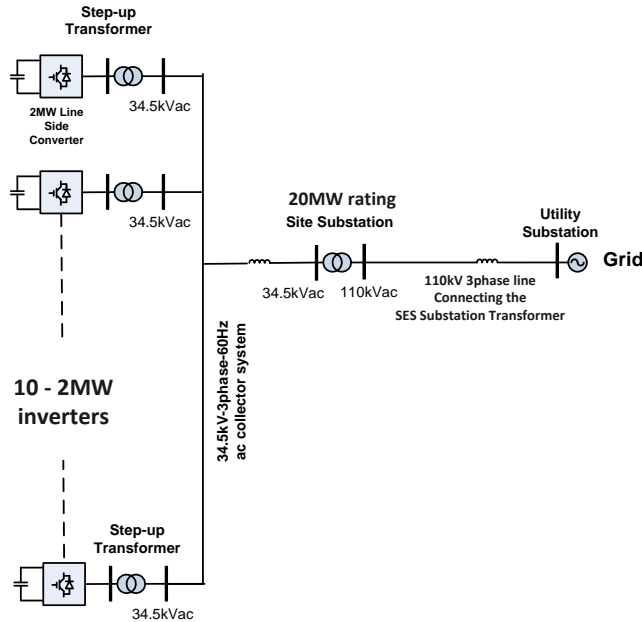 Step-up
Transformer
34.5kVac
2MW Line
Side
Converter
34.5kVac
20MW rating
Site Substation
Utility
Substation
Grid
34.5kVac
110kVac
110kV 3phase line
Connecting the
SES Substation Transformer
34.5kV-3phase-60Hz
ac collector system
10 - 2MW
inverters
Step-up
Transformer
34.5kVac